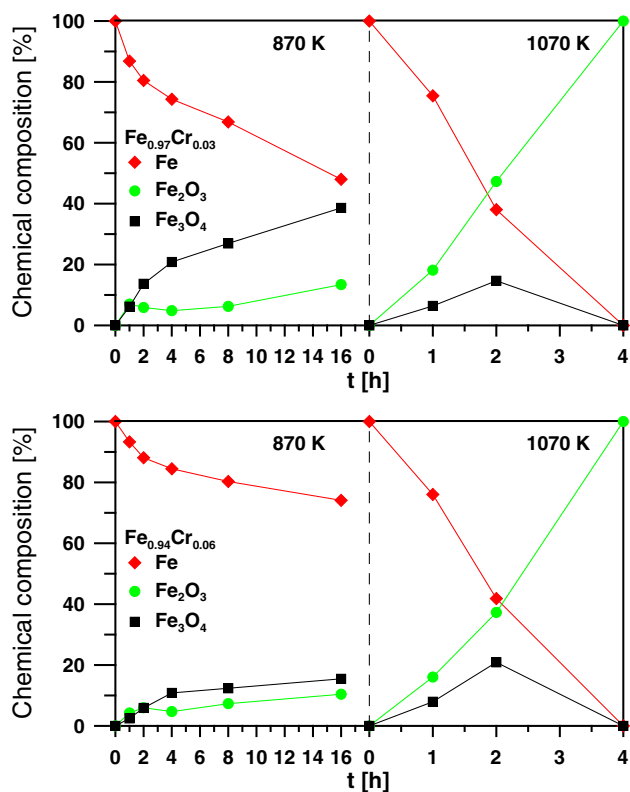 100
80
60
40
20
0
Chemical composition [%]
870 K
1070 K
Fe0.97Cr0.03
Fe
Fe2O3
Fe3O4
0 2 4 6 8 10 12 14 16 0 1 2 3 4
t [h]
100
80
60
40
20
0
Chemical composition [%]
870 K
1070 K
Fe0.94Cr0.06
Fe
Fe2O3
Fe3O4
0 2 4 6 8 10 12 14 16 0 1 2 3 4
t [h]